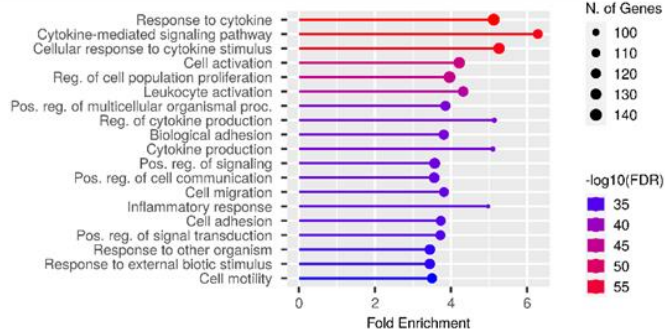 Response to cytokine
Cytokine-mediated signaling pathway
Cellular response to cytokine stimulus
Cell activation
Reg. of cell population proliferation
Leukocyte activation
Pos. reg. of multicellular organismal proc.
Reg. of cytokine production
Biological adhesion
Cytokine production
Pos. reg. of signaling
Pos. reg. of cell communication
Cell migration
Inflammatory response
Cell adhesion
Pos. reg. of signal transduction
Response to other organism
Response to external biotic stimulus
Cell motility
0 2 4 6
Fold Enrichment
N. of Genes
100
110
120
130
140
-log10(FDR)
35
40
45
50
55